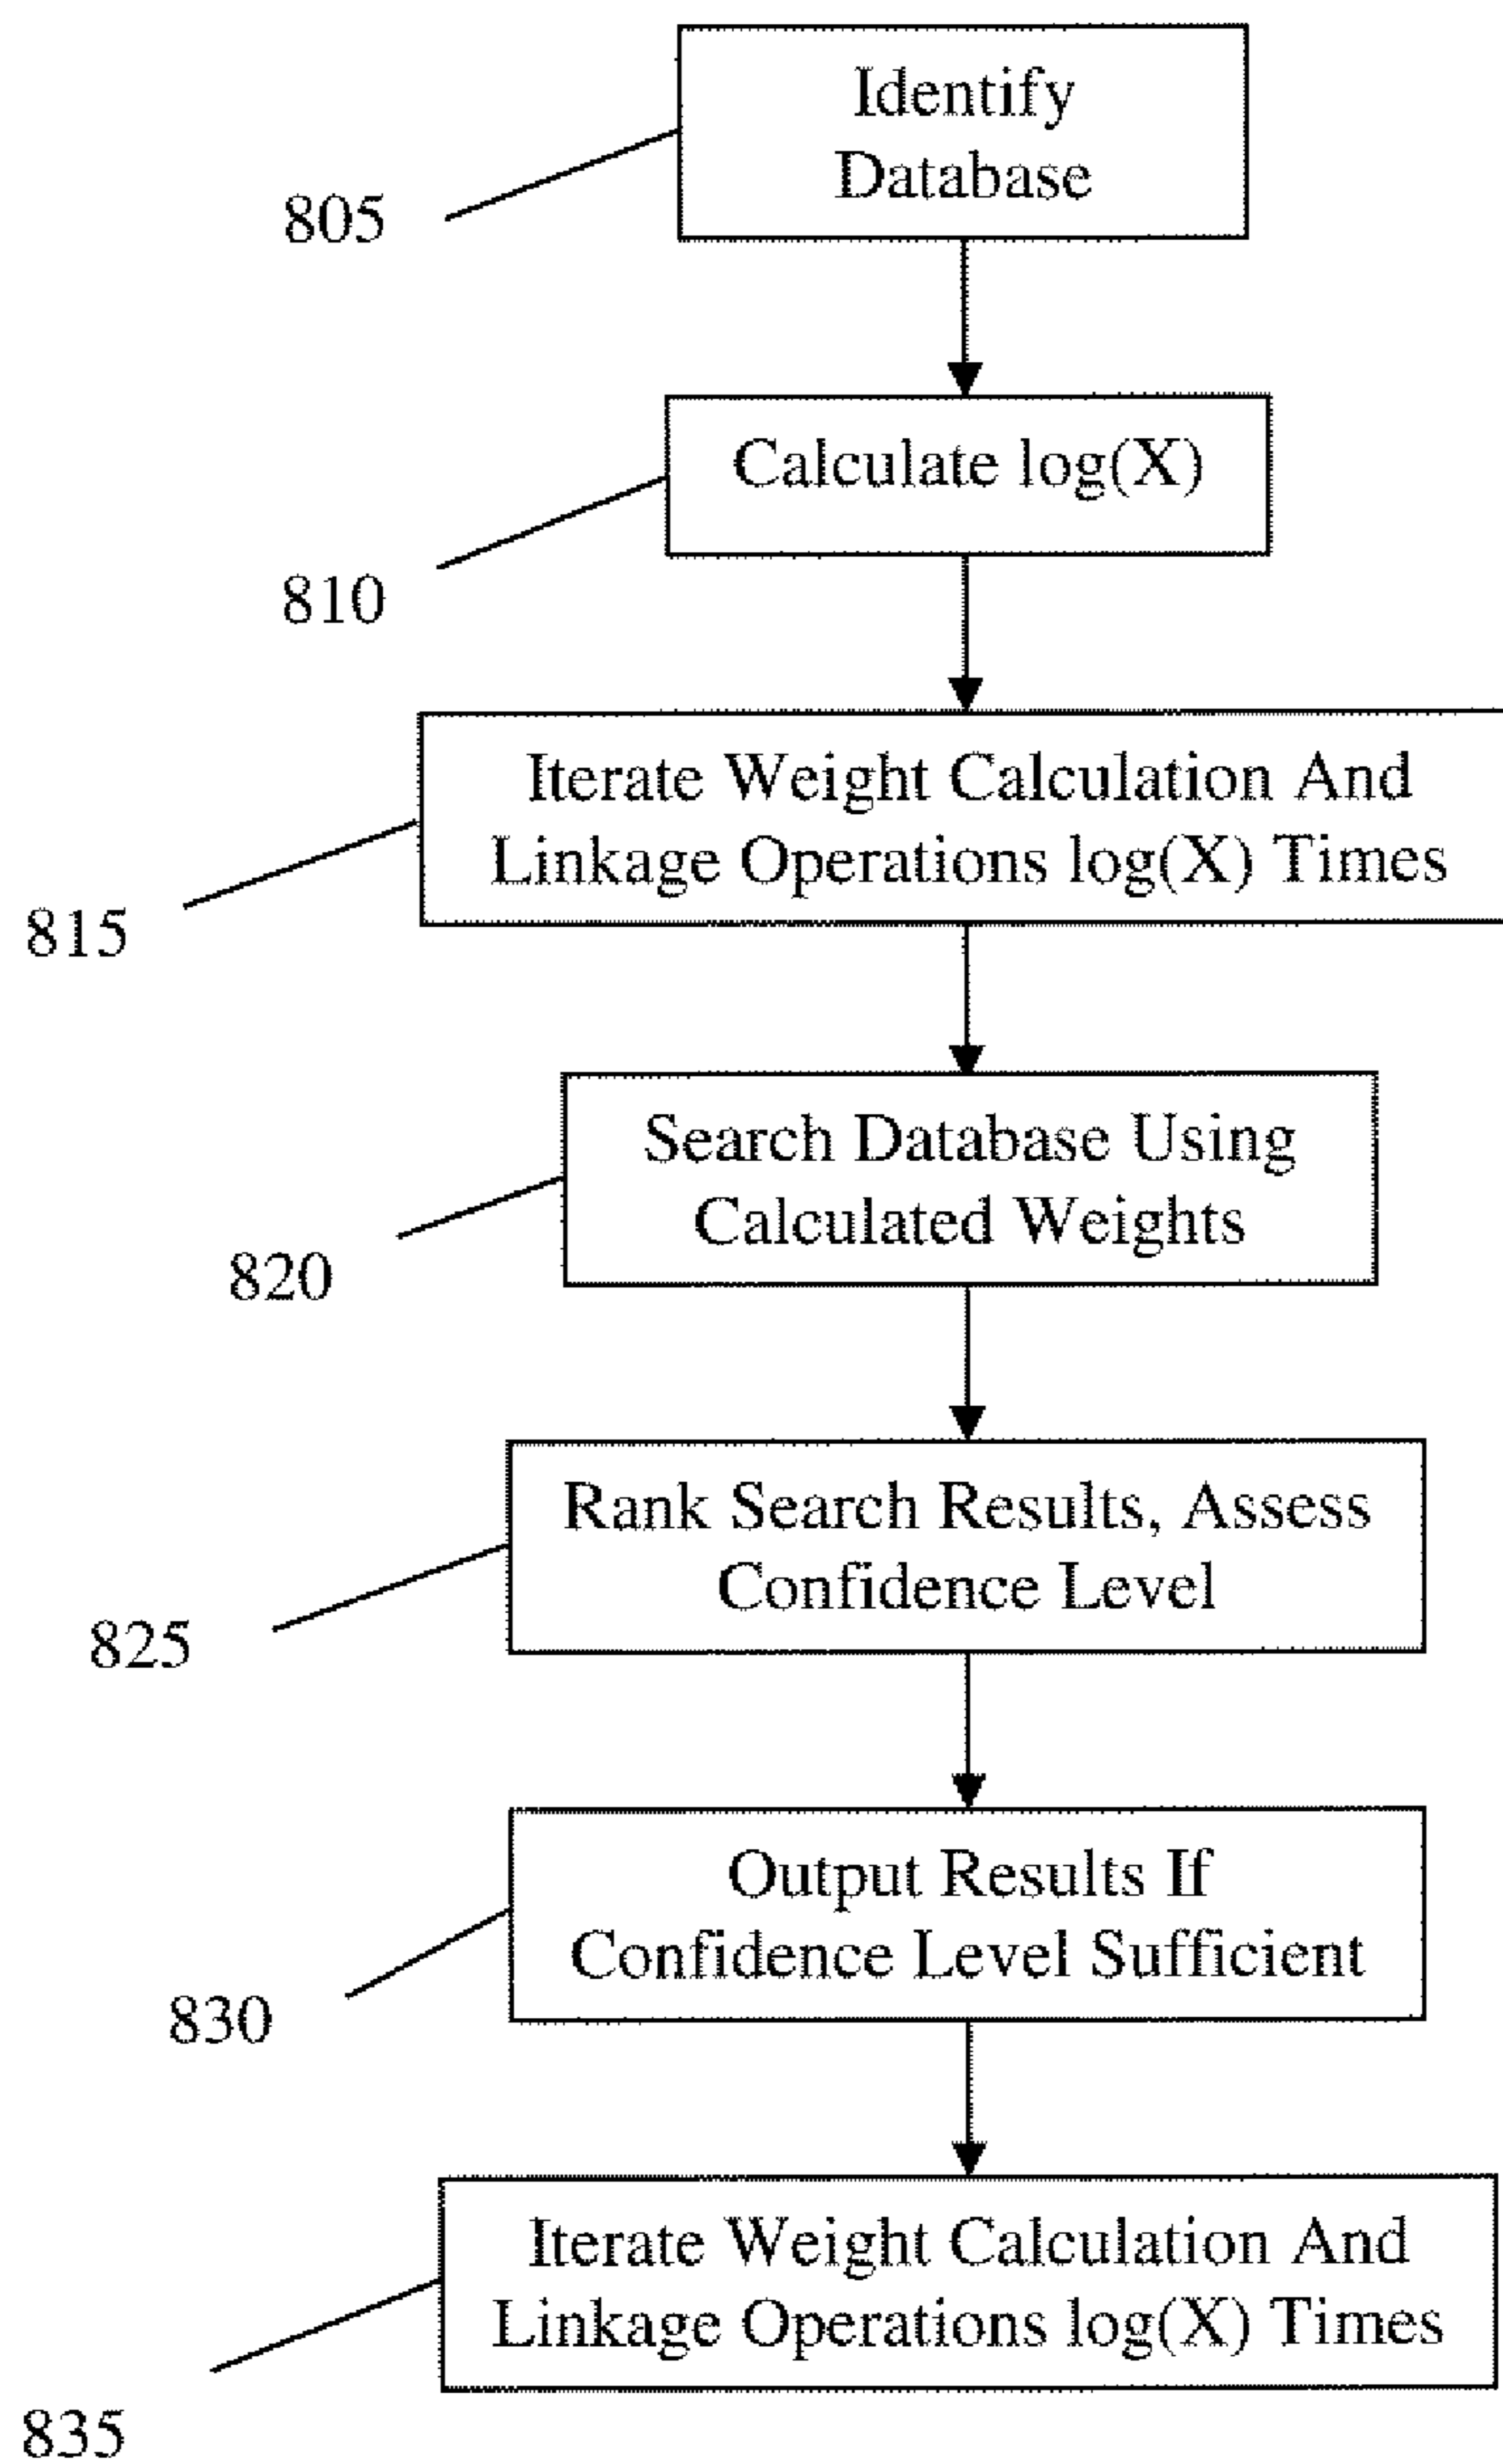 Identify
Database
805
Calculate log(X)
810
Iterate Weight Calculation And
Linkage Operations log(X) Times
815
Search Database Using
Calculated Weights
820
Rank Search Results, Assess
Confidence Level
825
Output Results If
Confidence Level Sufficient
830
Iterate Weight Calculation And
Linkage Operations log(X) Times
835